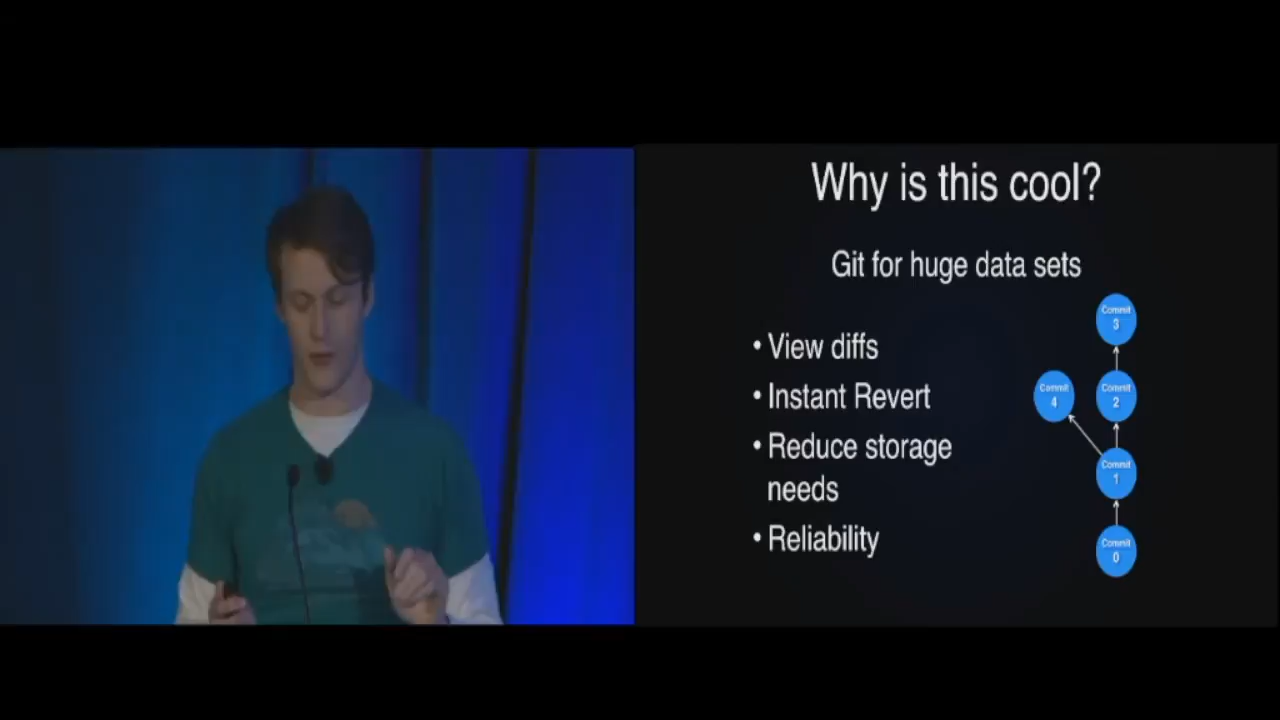 Why is this cool?
Git for huge data sets
• View diffs
• Instant Revert
• Reduce storage
needs
• Reliability
Commit
3
Commit
4
Commit
2
Commit
1
Commit
0